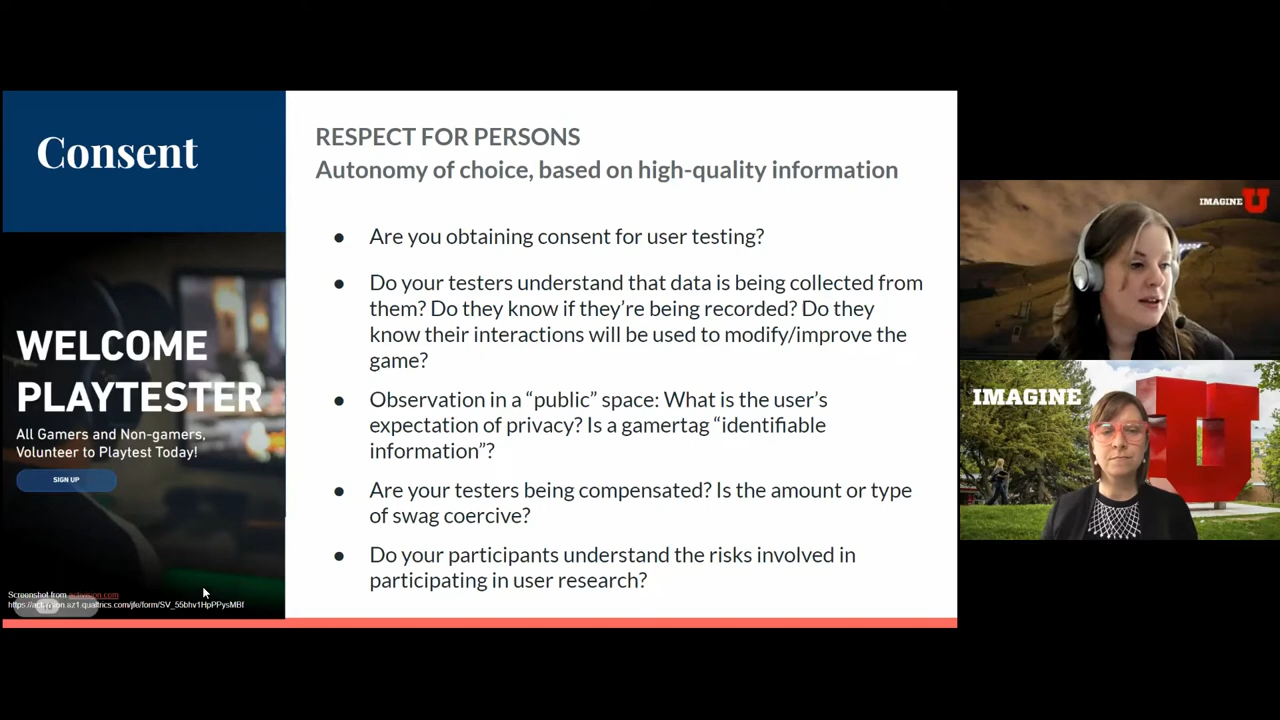 Consent
RESPECT FOR PERSONS
Autonomy of choice, based on high-quality information
● Are you obtaining consent for user testing?
● Do your testers understand that data is being collected from
them? Do they know if they’re being recorded? Do they
know their interactions will be used to modify/improve the
game?
● Observation in a “public” space: What is the user’s
expectation of privacy? Is a gamertag “identifiable
information”?
● Are your testers being compensated? Is the amount or type
of swag coercive?
● Do your participants understand the risks involved in
participating in user research?
WELCOME
PLAYTESTER
All Gamers and Non-gamers,
Volunteer to Playtest Today!
SIGN UP
Screenshot from activision.com
IMAGINE U
IMAGINE U